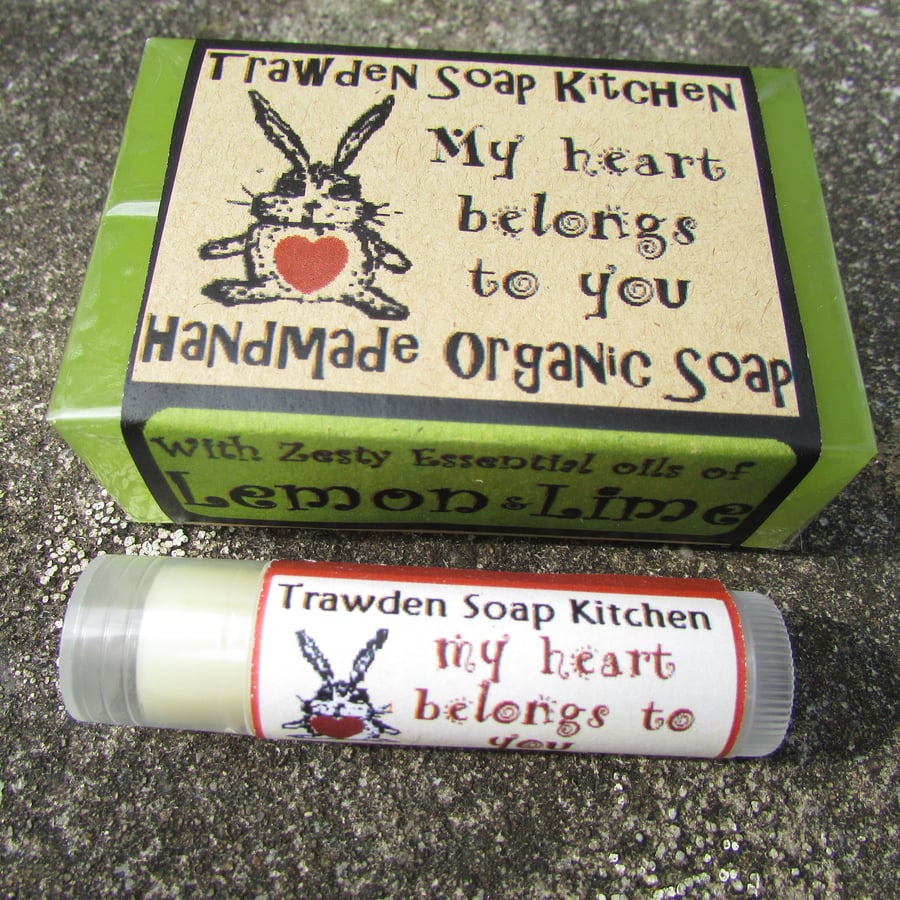 Trawden Soap Kitchen
My heart
belongs
to you
Handmade Organic Soap
with Zesty Essential oils of
Lemon & Lime
Trawden Soap Kitchen
my heart
belongs to
you